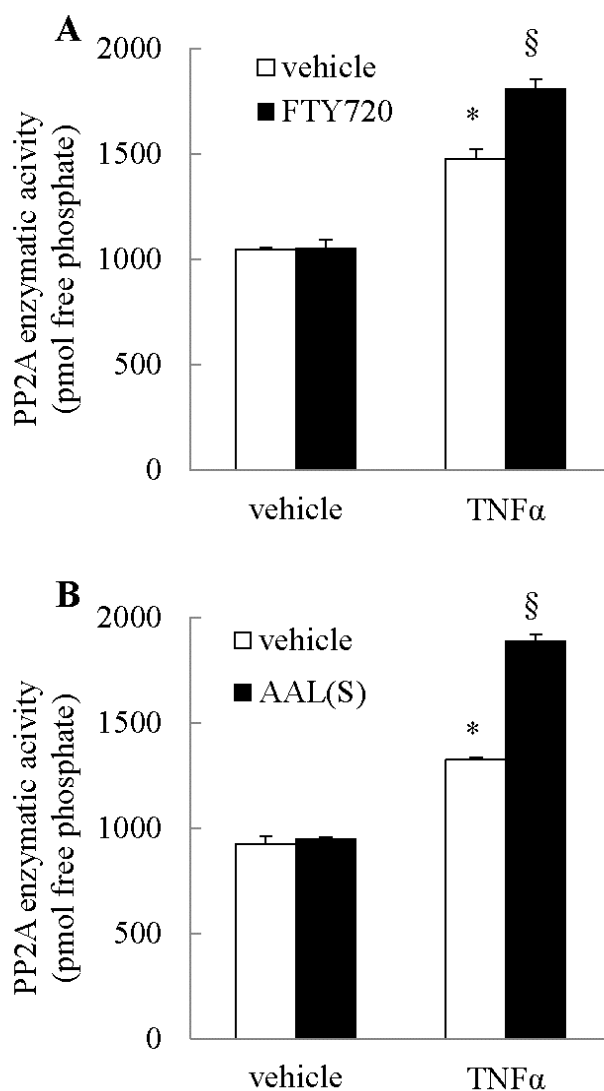 A
2000
1500
1000
500
0
PP2A enzymatic acivity
(pmol free phosphate)
vehicle
FTY720
*
§
vehicle
TNFα
B
2000
1500
1000
500
0
PP2A enzymatic acivity
(pmol free phosphate)
vehicle
AAL(S)
*
§
vehicle
TNFα